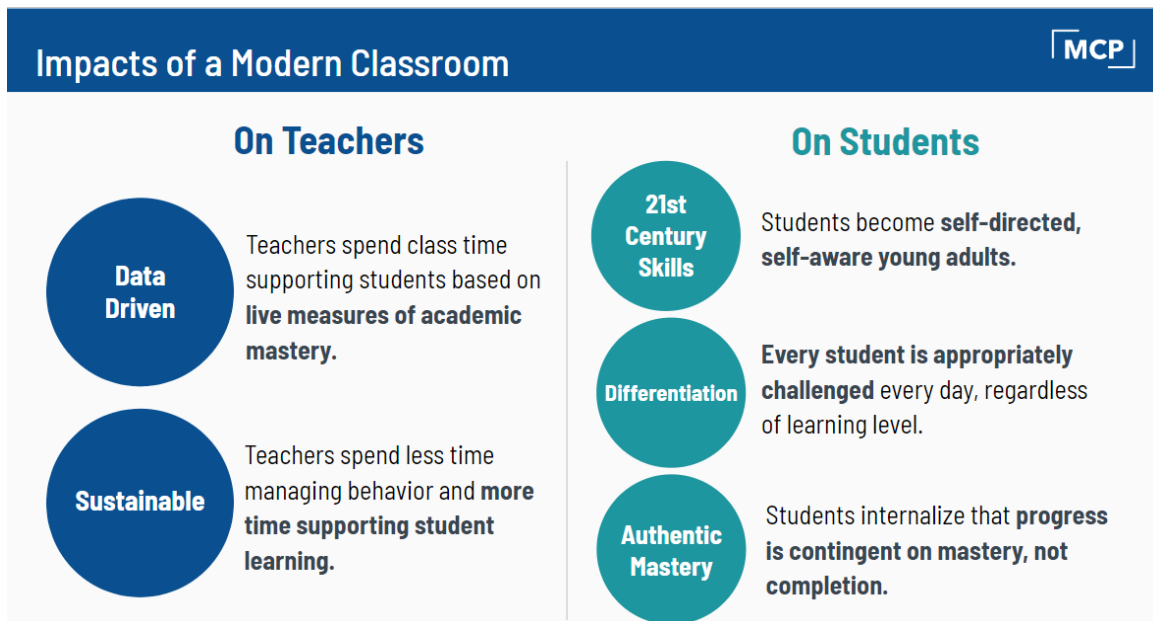 Impacts of a Modern Classroom
MCP
On Teachers
Data
Driven
Teachers spend class time
supporting students based on
live measures of academic
mastery.
Sustainable
Teachers spend less time
managing behavior and more
time supporting student
learning.
On Students
21st
Century
Skills
Students become self-directed,
self-aware young adults.
Differentiation
Every student is appropriately
challenged every day, regardless
of learning level.
Authentic
Mastery
Students internalize that progress
is contingent on mastery, not
completion.